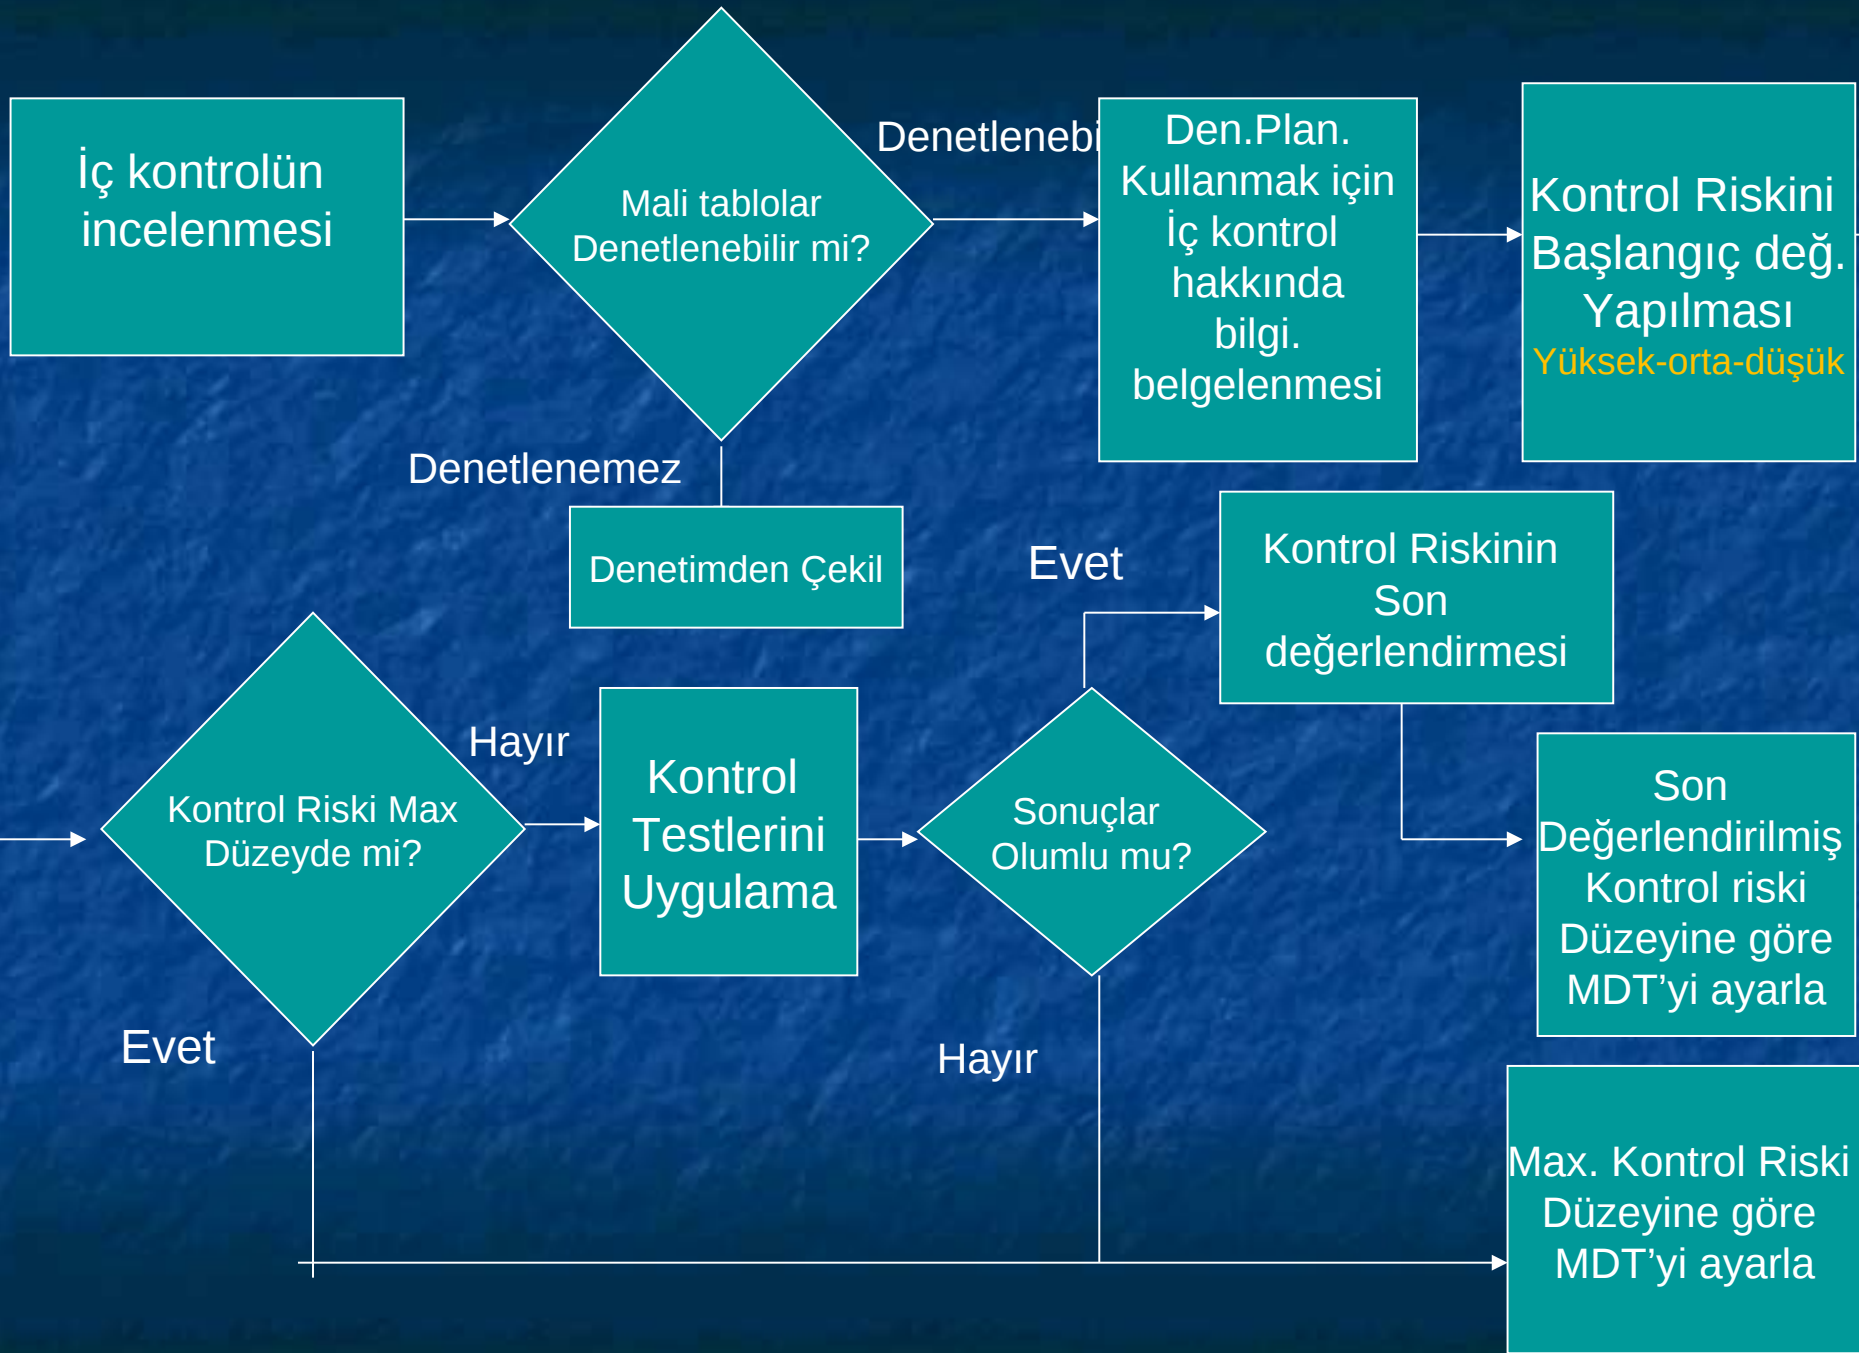 İç kontrolün
incelenmesi
Mali tablolar
Denetlenebilir mi?
Denetlenebi
Den.Plan.
Kullanmak için
İç kontrol
hakkında
bilgi.
belgelenmesi
Kontrol Riskini
Başlangıç değ.
Yapılması
Yüksek-orta-düşük
Denetlenemez
Denetimden Çekil
Kontrol Riski Max
Düzeyde mi?
Hayır
Evet
Kontrol
Testlerini
Uygulama
Sonuçlar
Olumlu mu?
Evet
Hayır
Kontrol Riskinin
Son
değerlendirmesi
Son
Değerlendirilmiş
Kontrol riski
Düzeyine göre
MDT’yi ayarla
Max. Kontrol Riski
Düzeyine göre
MDT’yi ayarla